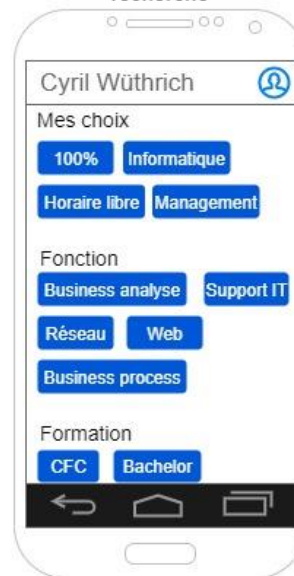 Cyril Wüthrich
Mes choix
100% Informatique
Horaire libre Management
Fonction
Business analyse Support IT
Réseau Web
Business process
Formation
CFC Bachelor